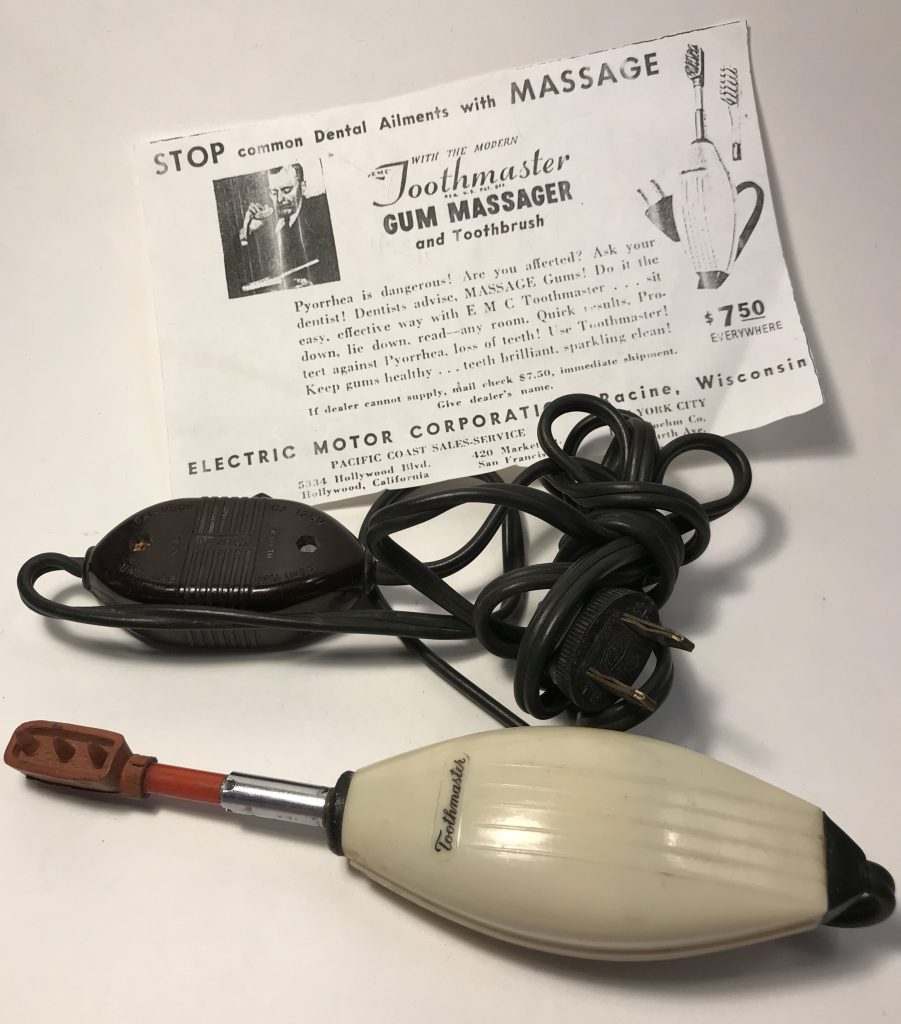 STOP common Dental Ailments with MASSAGE
WITH THE MODERN
"EMC"
Toothmaster
REG. U.S. PAT. OFF.
GUM MASSAGER
and Toothbrush
Pyorrhea is dangerous! Are you affected? Ask your
dentist! Dentists advise, MASSAGE Gums! Do it the
easy, effective way with E M C Toothmaster . . . . sit
down, lie down, read—any room. Quick results. Pro-
tect against Pyorrhea, loss of teeth! Use Toothmaster!
Keep gums healthy . . . teeth brilliant, sparkling clean!
If dealer cannot supply, mail check $7.50, immediate shipment.
Give dealer's name.
$7.50
EVERYWHERE
ELECTRIC MOTOR CORPORATION Racine, Wisconsin
PACIFIC COAST SALES-SERVICE YORK CITY
5334 Hollywood Blvd. 420 Market
Hollywood, California San Francis
Toothmaster